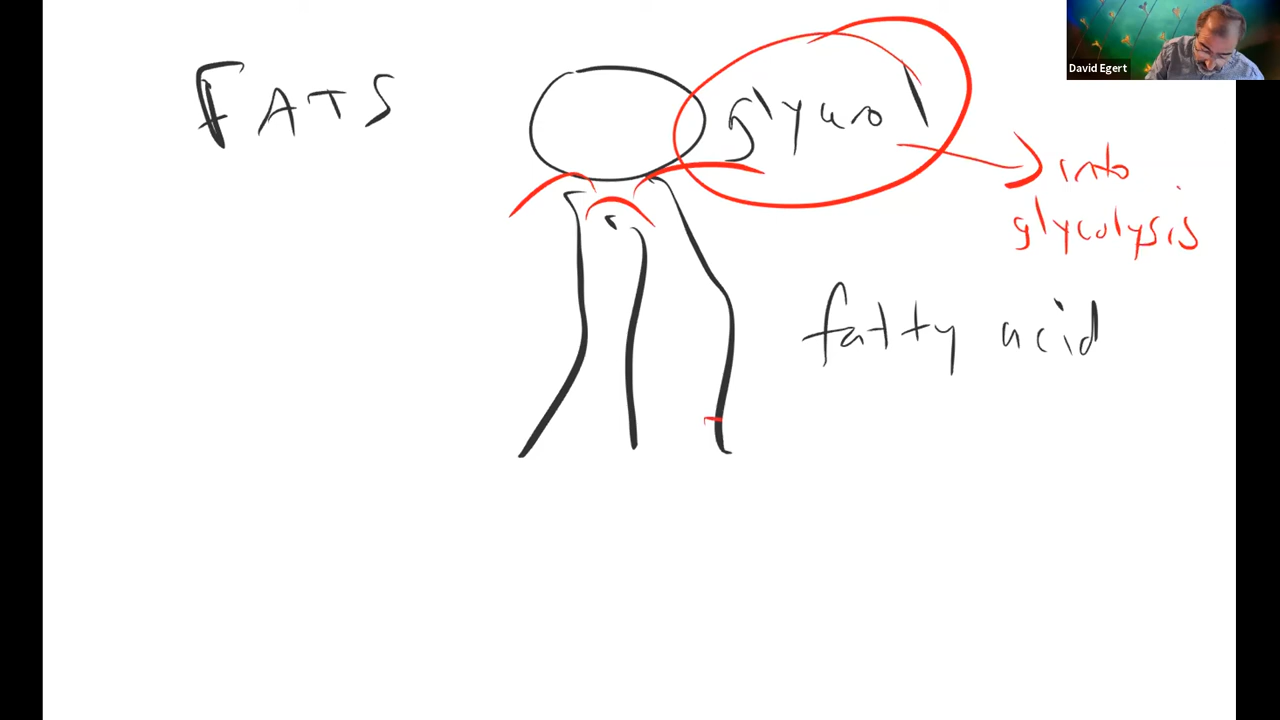 FATS
glycerol
into
glycolysis
fatty acid
David Egert